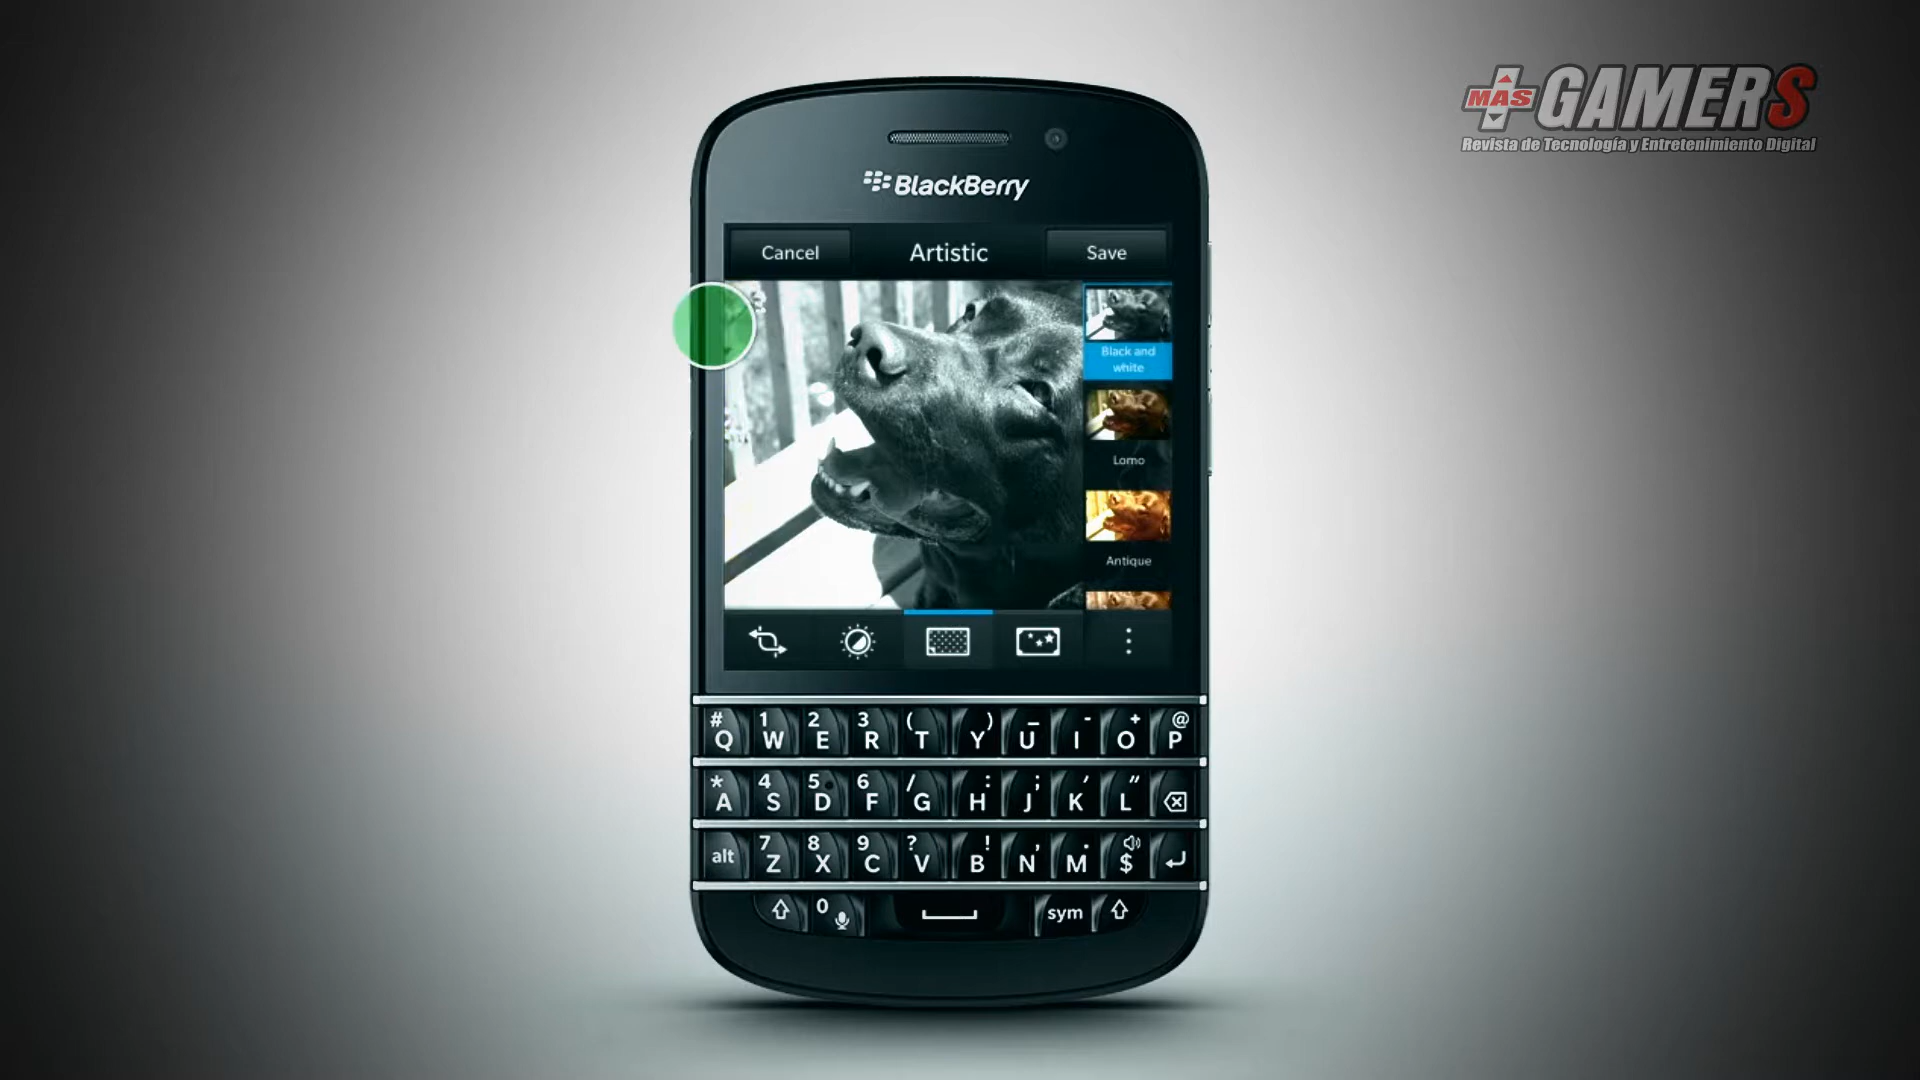 MAS GAMERS
Revista de Tecnología y Entretenimiento Digital
BlackBerry
Cancel Artistic Save
Black and
white
Lomo
Antique
# 1 2 3 ( ) _ - + @
Q W E R T Y U I O P
* 4 5 6 / : ; ' "
A S D F G H J K L
alt 7 8 9 ? ! , .
Z X C V B N M $
0 sym